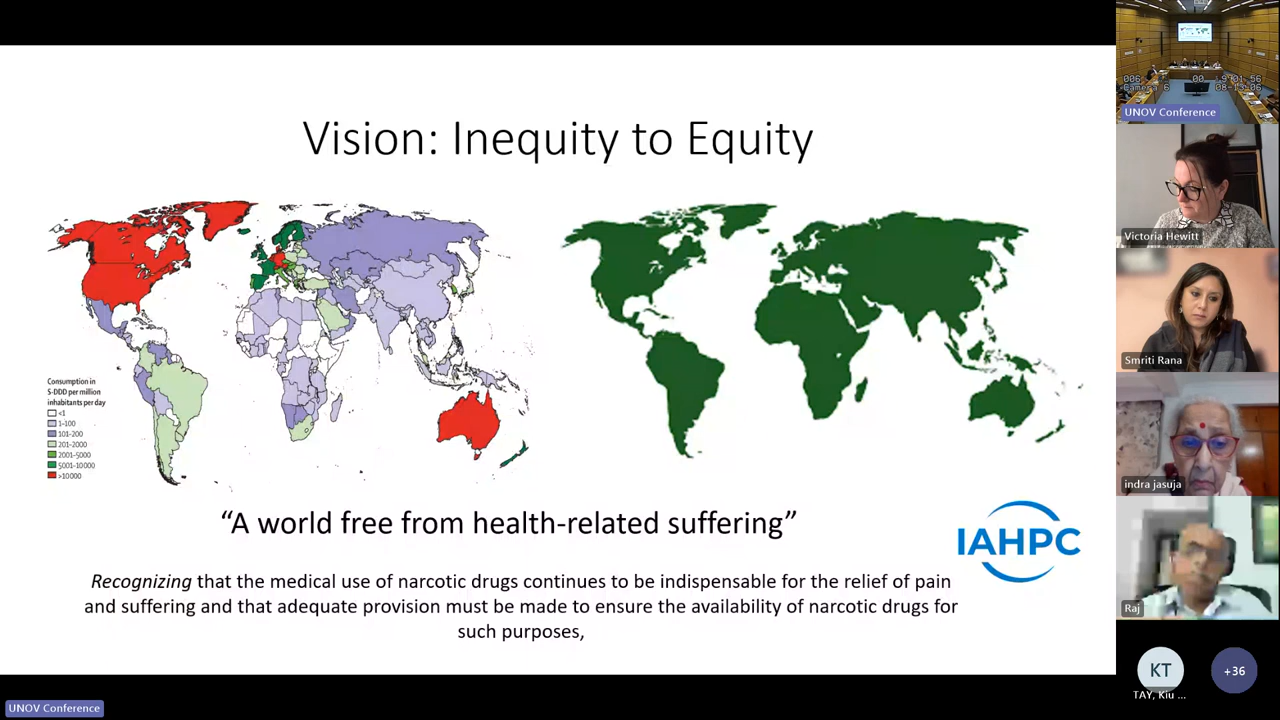 Vision: Inequity to Equity
Consumption in
S-DDD per million
inhabitants per day
<1
1-100
101-200
201-2000
2001-5000
5001-10000
>10000
“A world free from health-related suffering”
IAHPC
Recognizing that the medical use of narcotic drugs continues to be indispensable for the relief of pain
and suffering and that adequate provision must be made to ensure the availability of narcotic drugs for
such purposes,
UNOV Conference
006
Camera 6
UNOV Conference
Victoria Hewitt
Smriti Rana
indra jasuja
Raj
KT
TAY, Kiu ...
+36